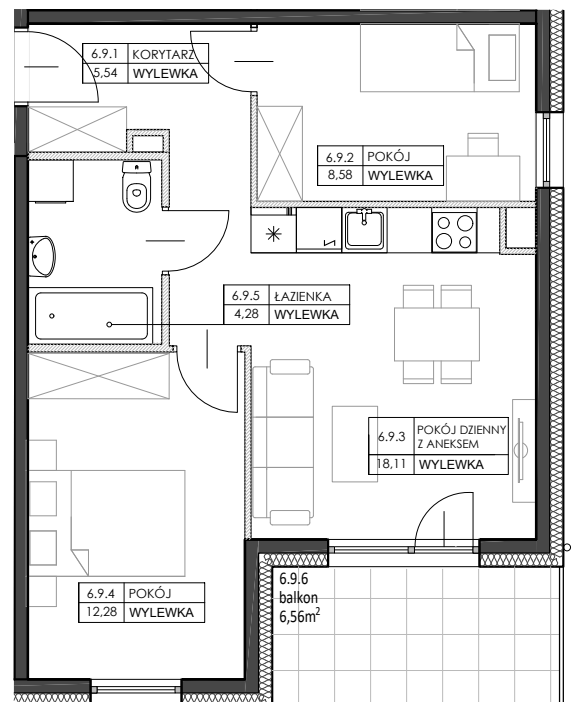 6.9.1 KORYTARZ
5,54 WYLEWKA
6.9.2 POKÓJ
8,58 WYLEWKA
6.9.5 ŁAZIENKA
4,28 WYLEWKA
6.9.3 POKÓJ DZIENNY
Z ANEKSEM
18,11 WYLEWKA
6.9.4 POKÓJ
12,28 WYLEWKA
6.9.6
balkon
6,56m²